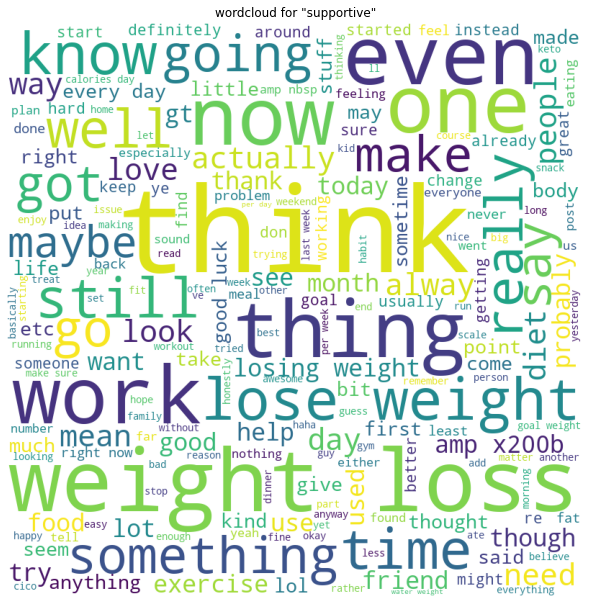 wordcloud for "supportive"
start definitely around started feel instead made
know going even
stuff thinking ll keto eating
calories day
way every day little amp nbsp feeling
plan hard home
now one people
done let well gt may
sure already great
right especially actually make
kid course snack
love thank today change body
keep ye problem everyone
got put think really say
idea issue find don per day weekend last week working sometime never long post
enjoy making sound read trying habit nice went big us
maybe life back year see month alway
basically starting treat set fit often ve week meal other goal usually getting probably yesterday
still good luck thing diet
running etc go look end run point
workout best tried per week scale
someone want take losing weight come
make sure honestly awesome remember person
work lose weight
hope bit
number family without haha guess goal weight
much mean good help day first least
looking right now far nothing guy gym either better amp x200b
bad reason add matter another
weight loss
stop dinner part morning
food easy give anyway found used
happy tell enough yeah fine okay yet less ate believe
seem lot kind use thought re fat though
something time
try anything exercise lol friend said might need
cico rather water weight everything